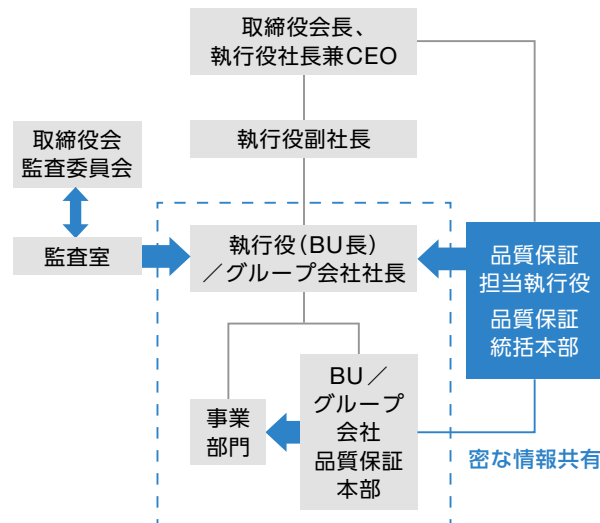 取締役会長、
執行役社長兼CEO
執行役副社長
取締役会
監査委員会
監査室
執行役（BU長）
／グループ会社社長
品質保証
担当執行役
品質保証
統括本部
事業
部門
BU／
グループ
会社
品質保証
本部
密な情報共有